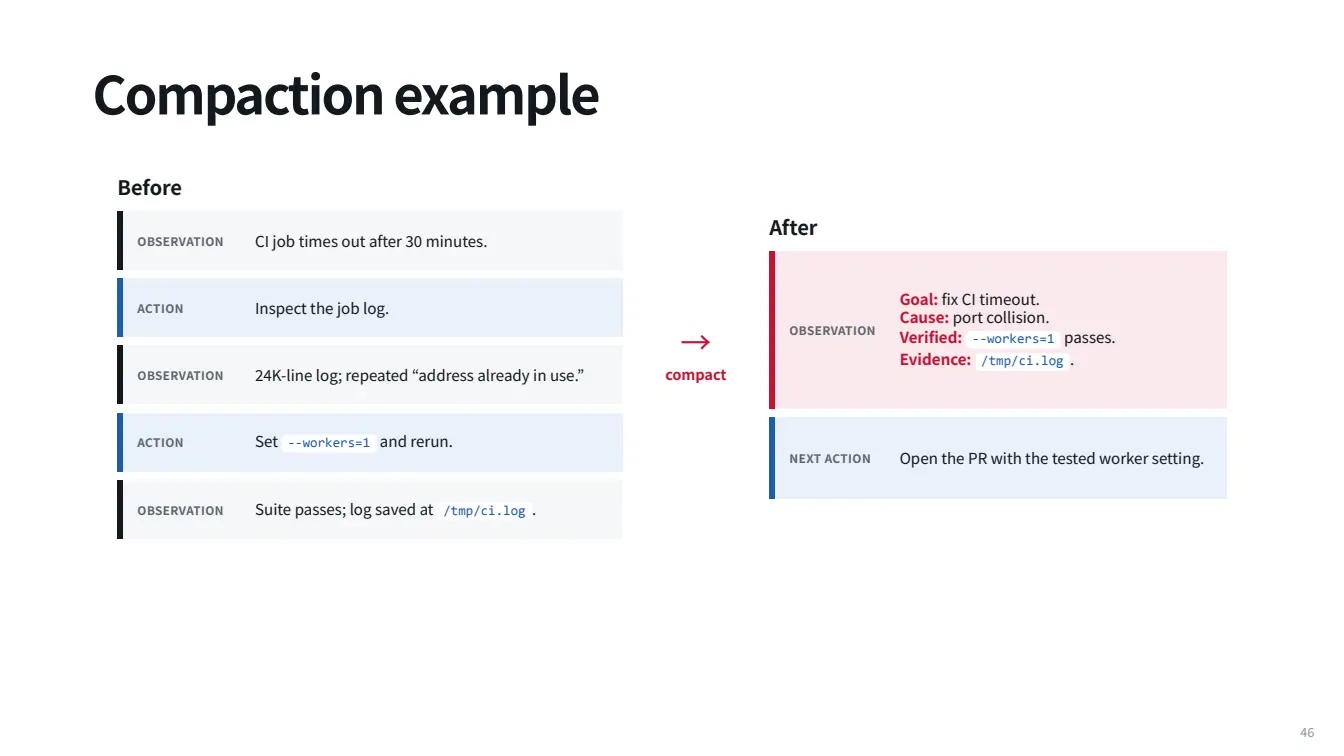 Compaction example
Before
OBSERVATION CI job times out after 30 minutes.
ACTION Inspect the job log.
OBSERVATION 24K-line log; repeated “address already in use.”
ACTION Set --workers=1 and rerun.
OBSERVATION Suite passes; log saved at /tmp/ci.log .
→
compact
After
OBSERVATION
Goal: fix CI timeout.
Cause: port collision.
Verified: --workers=1 passes.
Evidence: /tmp/ci.log .
NEXT ACTION Open the PR with the tested worker setting.
46